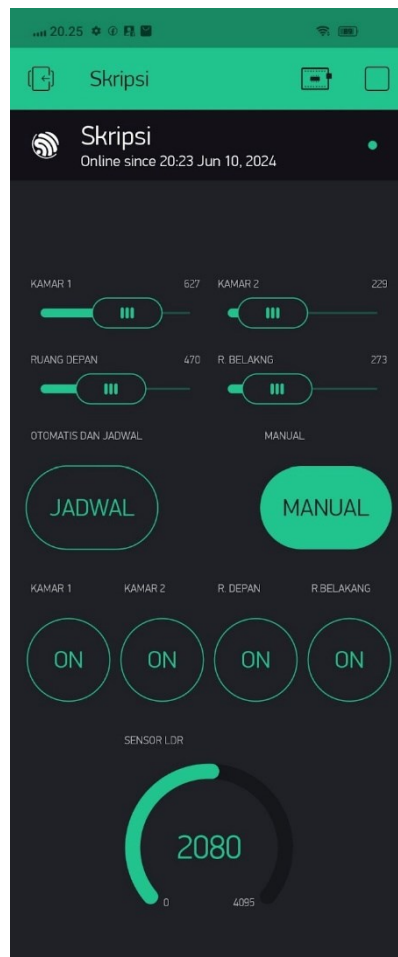 20.25
Skripsi
Skripsi
Online since 20:23 Jun 10, 2024
KAMAR 1 627 KAMAR 2 229
RUANG DEPAN 470 R. BELAKNG 273
OTOMATIS DAN JADWAL MANUAL
JADWAL MANUAL
KAMAR 1 KAMAR 2 R. DEPAN R.BELAKANG
ON ON ON ON
SENSOR LDR
2080
0 4095